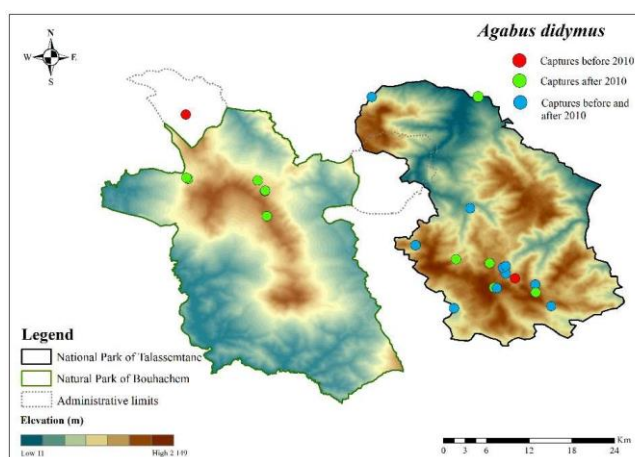 Agabus didymus
N
W E
S
Captures before 2010
Captures after 2010
Captures before and
after 2010
Legend
National Park of Talassemtane
Natural Park of Bouhachem
Administrative limits
Elevation (m)
Low 11 High 2 149
Km
0 3 6 12 18 24